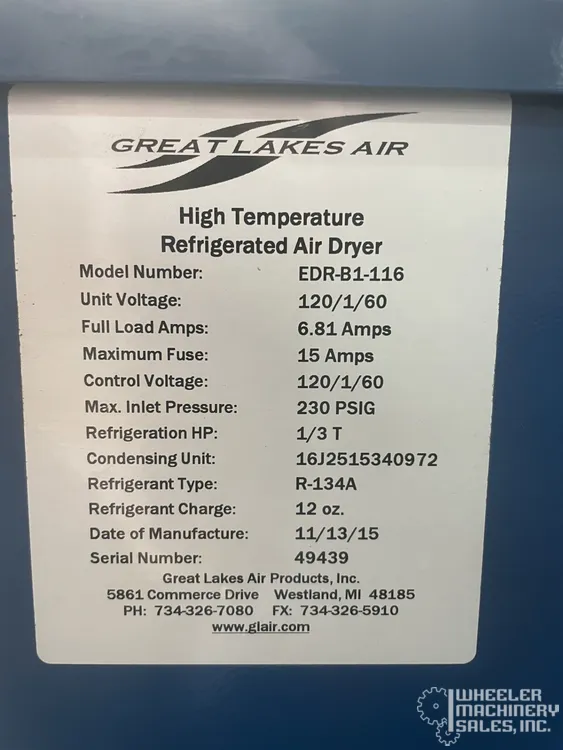 GREAT LAKES AIR
High Temperature
Refrigerated Air Dryer
Model Number: EDR-B1-116
Unit Voltage: 120/1/60
Full Load Amps: 6.81 Amps
Maximum Fuse: 15 Amps
Control Voltage: 120/1/60
Max. Inlet Pressure: 230 PSIG
Refrigeration HP: 1/3 T
Condensing Unit: 16J2515340972
Refrigerant Type: R-134A
Refrigerant Charge: 12 oz.
Date of Manufacture: 11/13/15
Serial Number: 49439
Great Lakes Air Products, Inc.
5861 Commerce Drive Westland, MI 48185
PH: 734-326-7080 FX: 734-326-5910
www.glair.com
WHEELER
MACHINERY
SALES, INC.